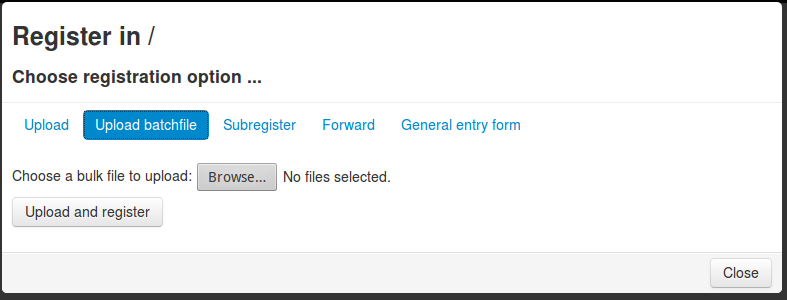 Register in /
Choose registration option ...
Upload Upload batchfile Subregister Forward General entry form
Choose a bulk file to upload: Browse... No files selected.
Upload and register
Close